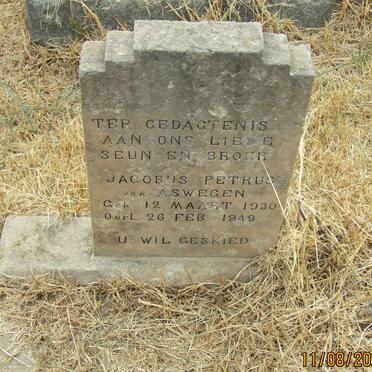 TER GEDAGTENIS
AAN ONS LIEWE
SEUN EN BROER
JACOBUS PETRUS
van ASWEGEN
Geb 12 MAART 1930
Oorl 26 FEB 1949
U WIL GESKIED
11/08/20